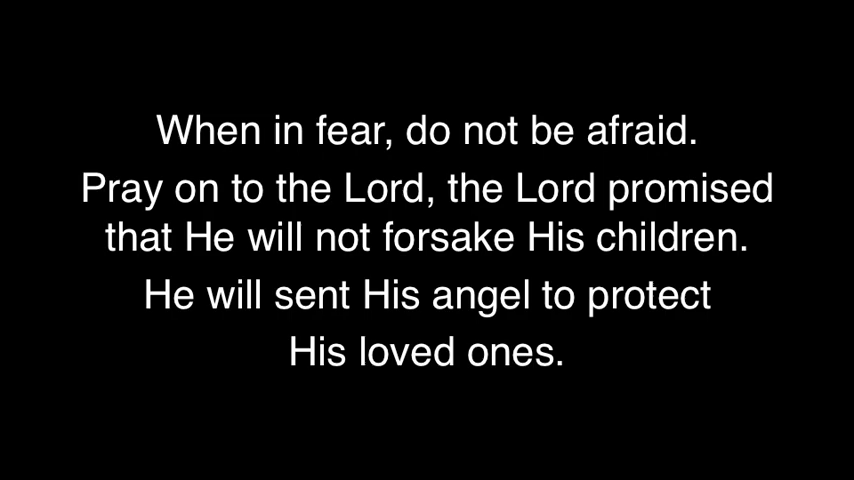 When in fear, do not be afraid.
Pray on to the Lord, the Lord promised
that He will not forsake His children.
He will sent His angel to protect
His loved ones.